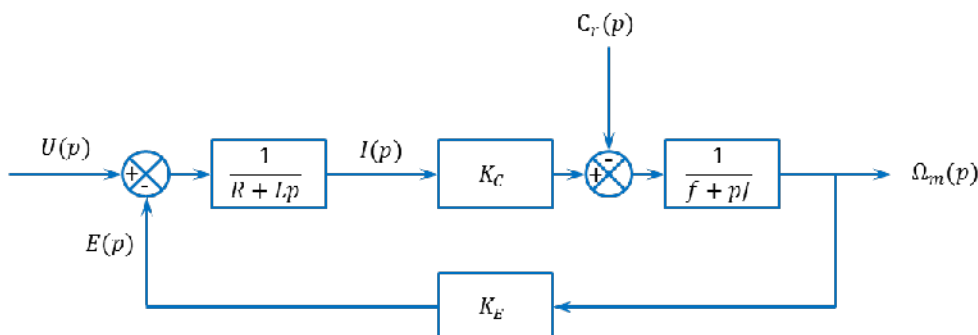 C_r(p)
U(p)
+
-
1
R + Lp
I(p)
K_C
-
+
1
f + pJ
Ω_m(p)
E(p)
K_E